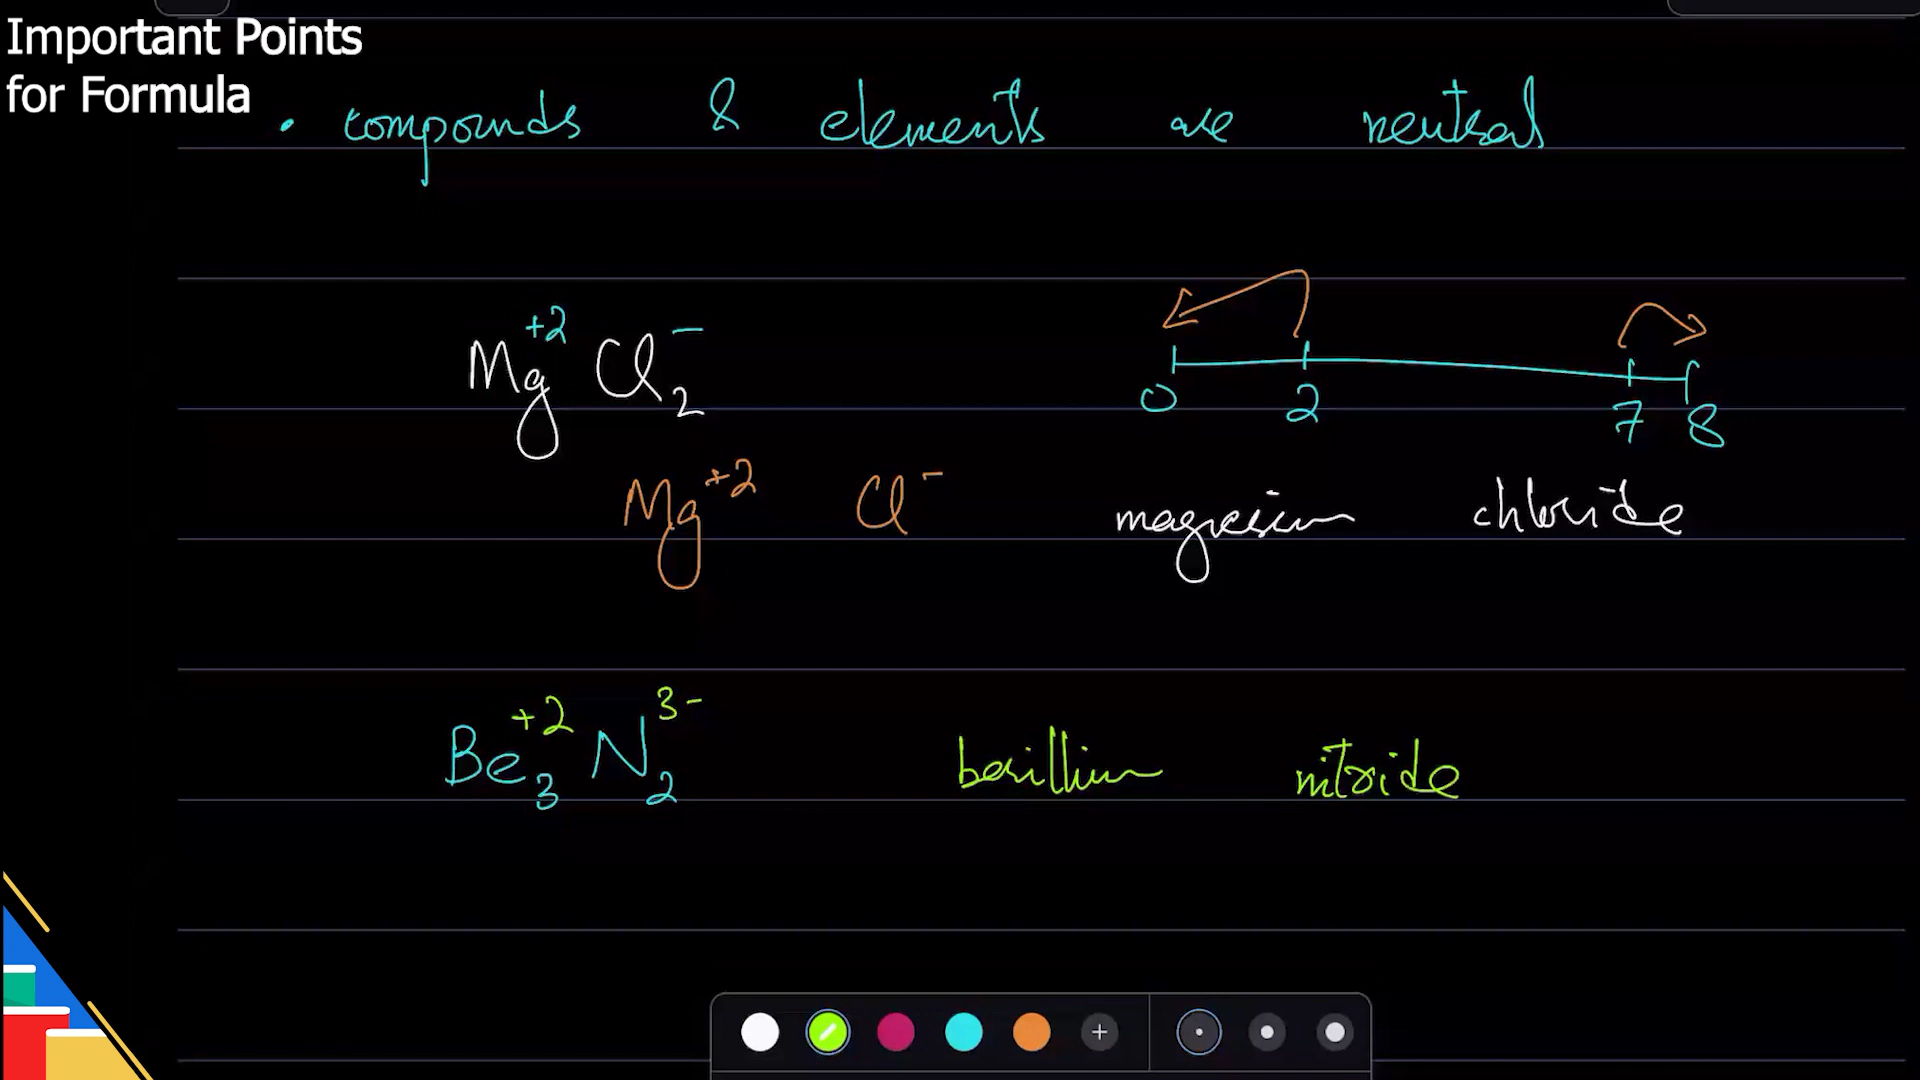 Important Points
for Formula
• compounds & elements are neutral
Mg⁺² Cl₂⁻
0 2 7 8
Mg⁺² Cl⁻ magnesium chloride
Be₃⁺² N₂³⁻ berillium nitride